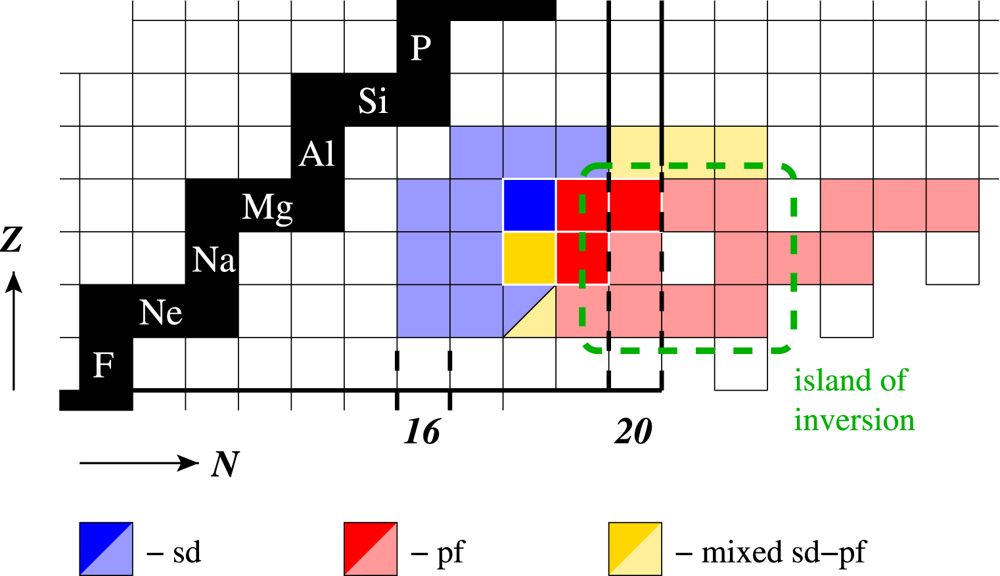 P
Si
Al
Mg
Z
Na
Ne
F
island of
inversion
16
20
N
– sd
– pf
– mixed sd–pf